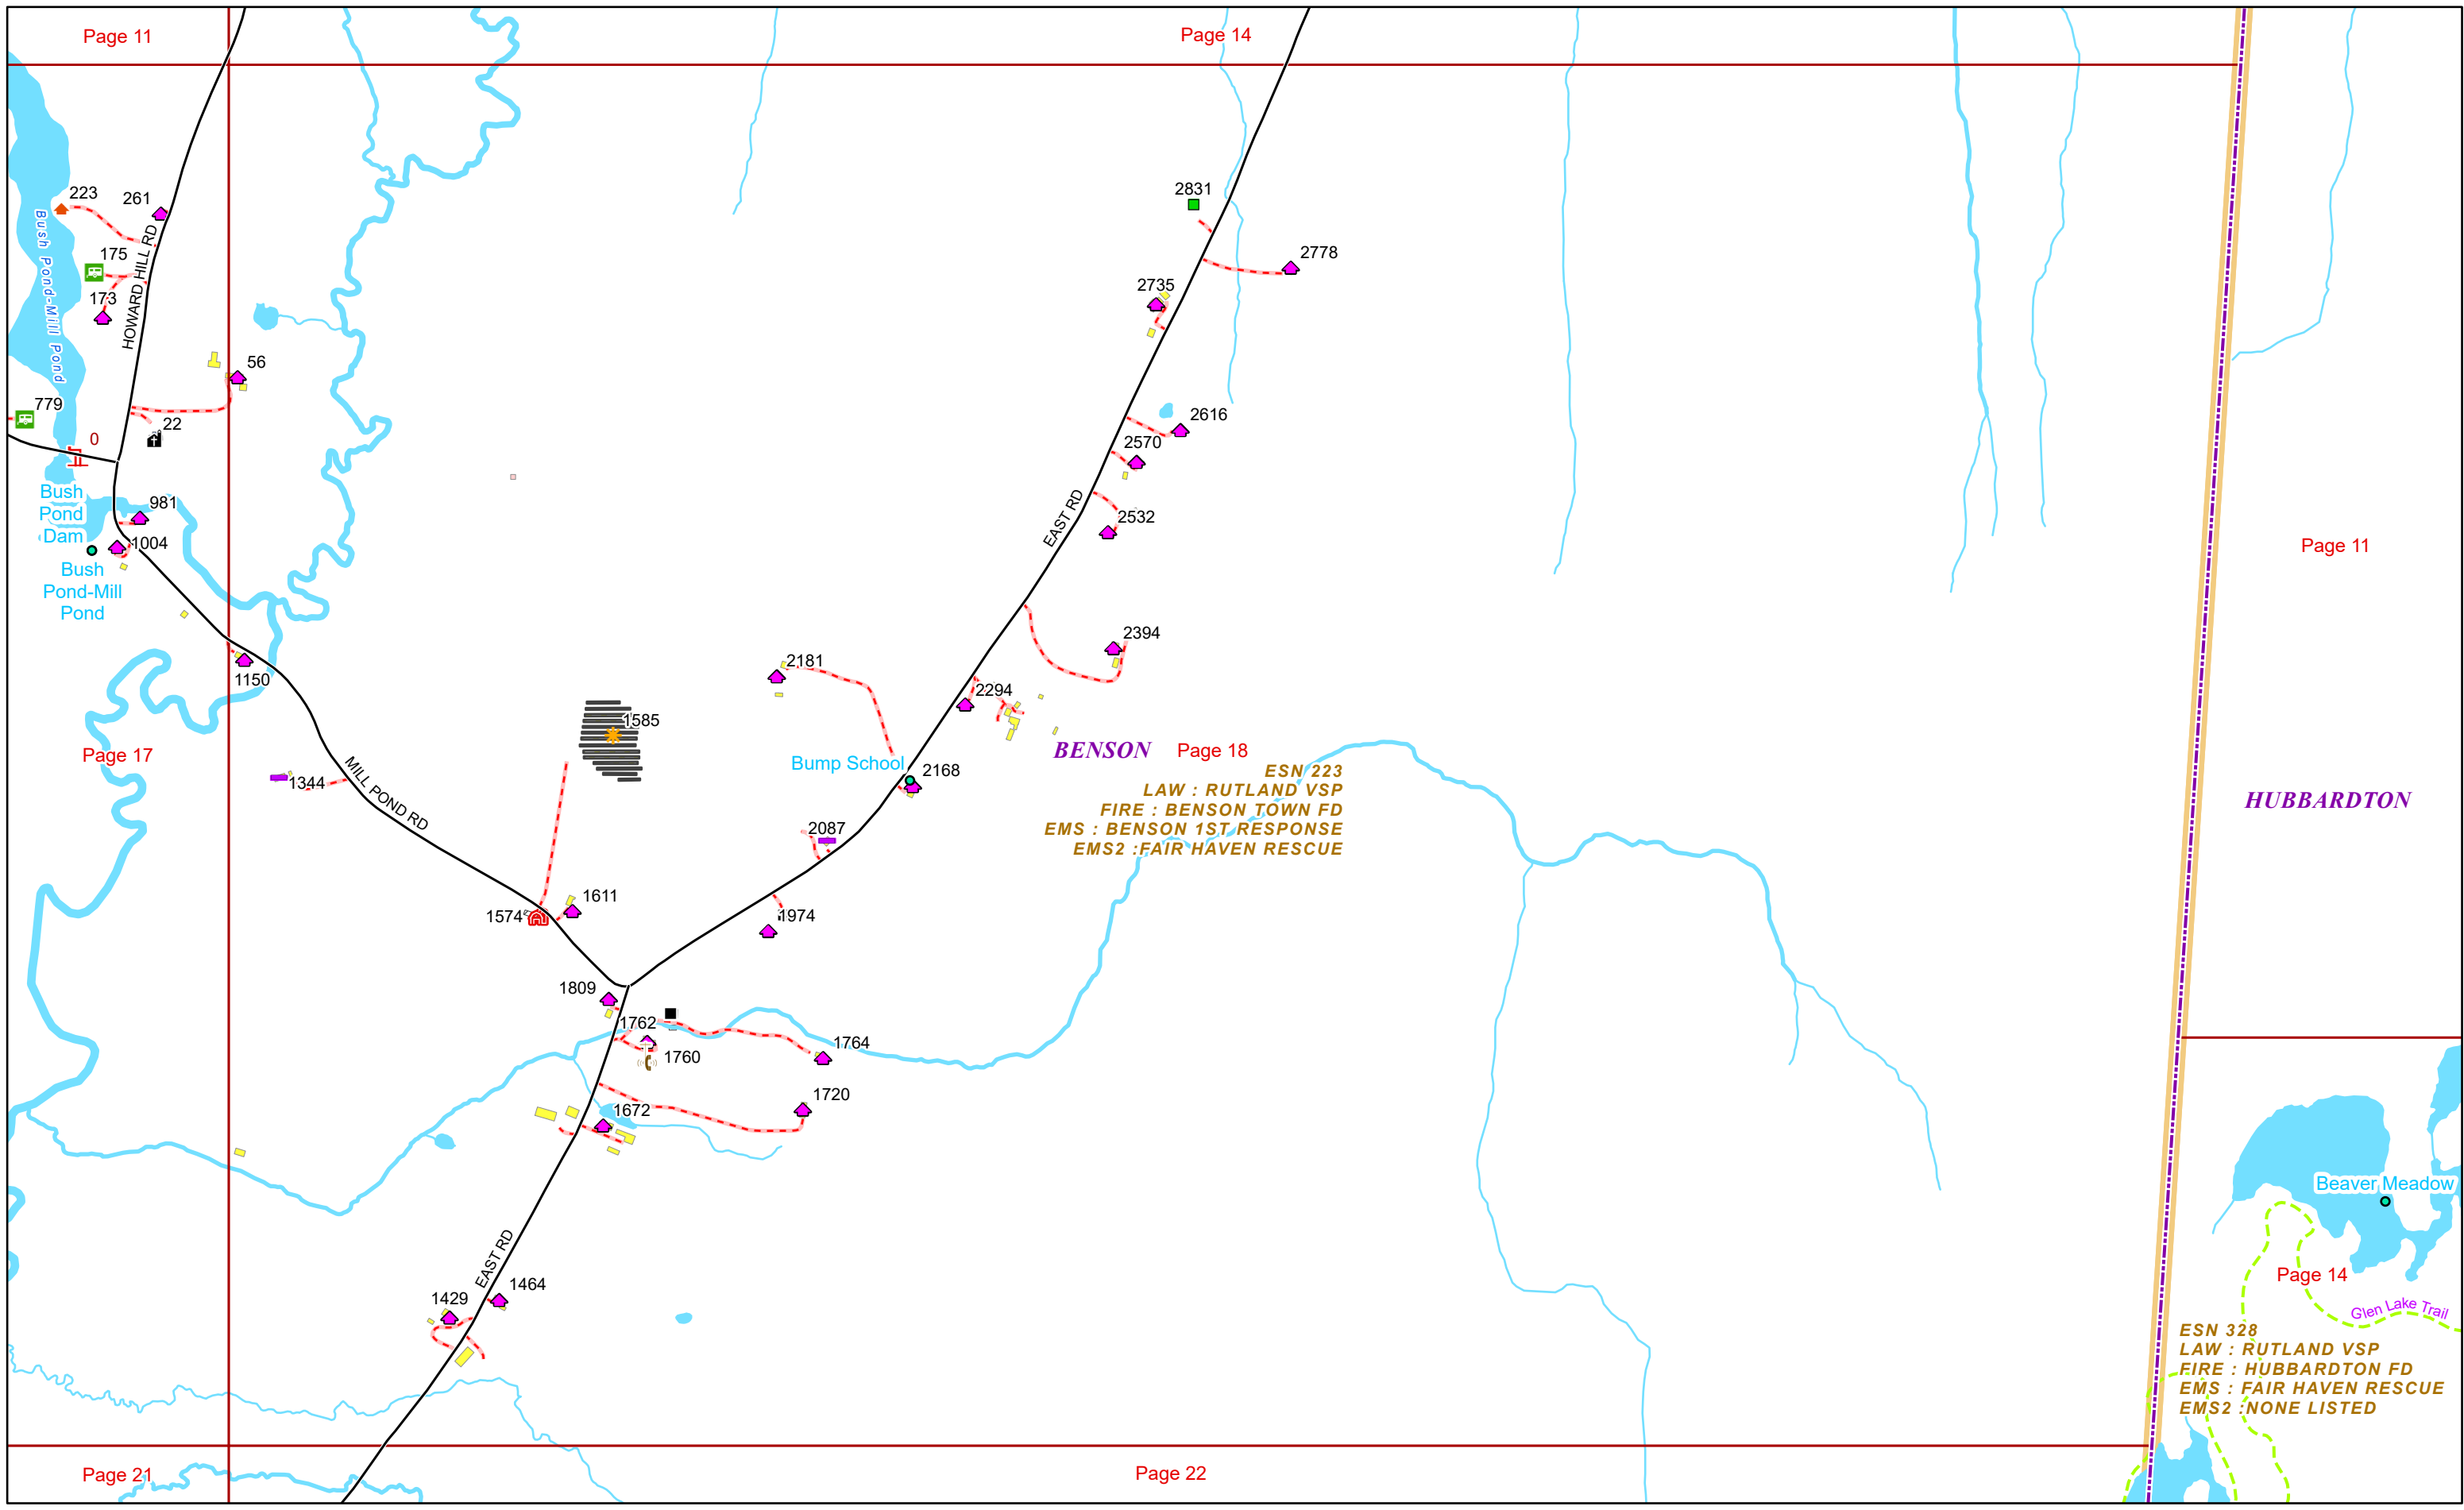 Page 11
Page 14
223
261
2831
Bush Pond-Mill Pond
175
HOWARD HILL RD
2778
173
2735
56
779
22
2616
0
2570
Bush
Pond
Dam
981
2532
EAST RD
1004
Page 11
Bush
Pond-Mill
Pond
2394
2181
1150
2294
1585
Page 17
BENSON
Page 18
Bump School
2168
ESN 223
LAW : RUTLAND VSP
FIRE : BENSON TOWN FD
EMS : BENSON 1ST RESPONSE
EMS2 :FAIR HAVEN RESCUE
1344
MILL POND RD
HUBBARDTON
2087
1611
1574
1974
1809
1762
1764
1760
1720
1672
Beaver Meadow
EAST RD
1464
1429
Page 14
Glen Lake Trail
ESN 328
LAW : RUTLAND VSP
FIRE : HUBBARDTON FD
EMS : FAIR HAVEN RESCUE
EMS2 :NONE LISTED
Page 21
Page 22